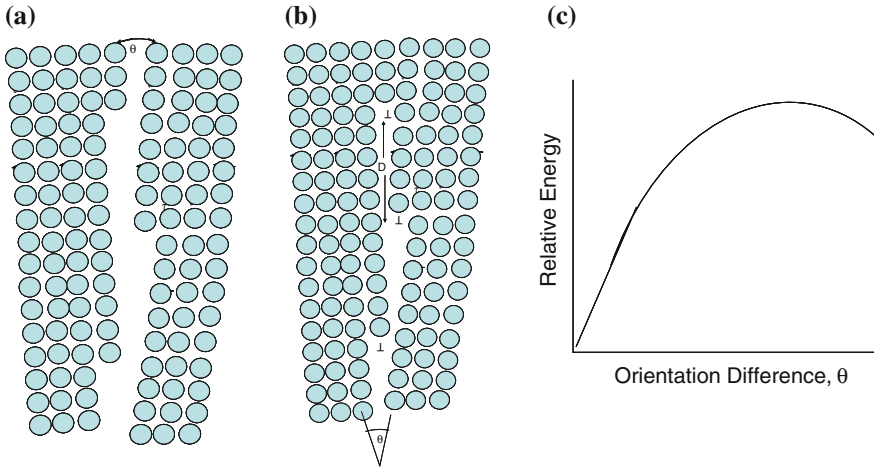 (a)
θ
(b)
⊥
D
⊥
⊥
θ
(c)
Relative Energy
Orientation Difference, θ